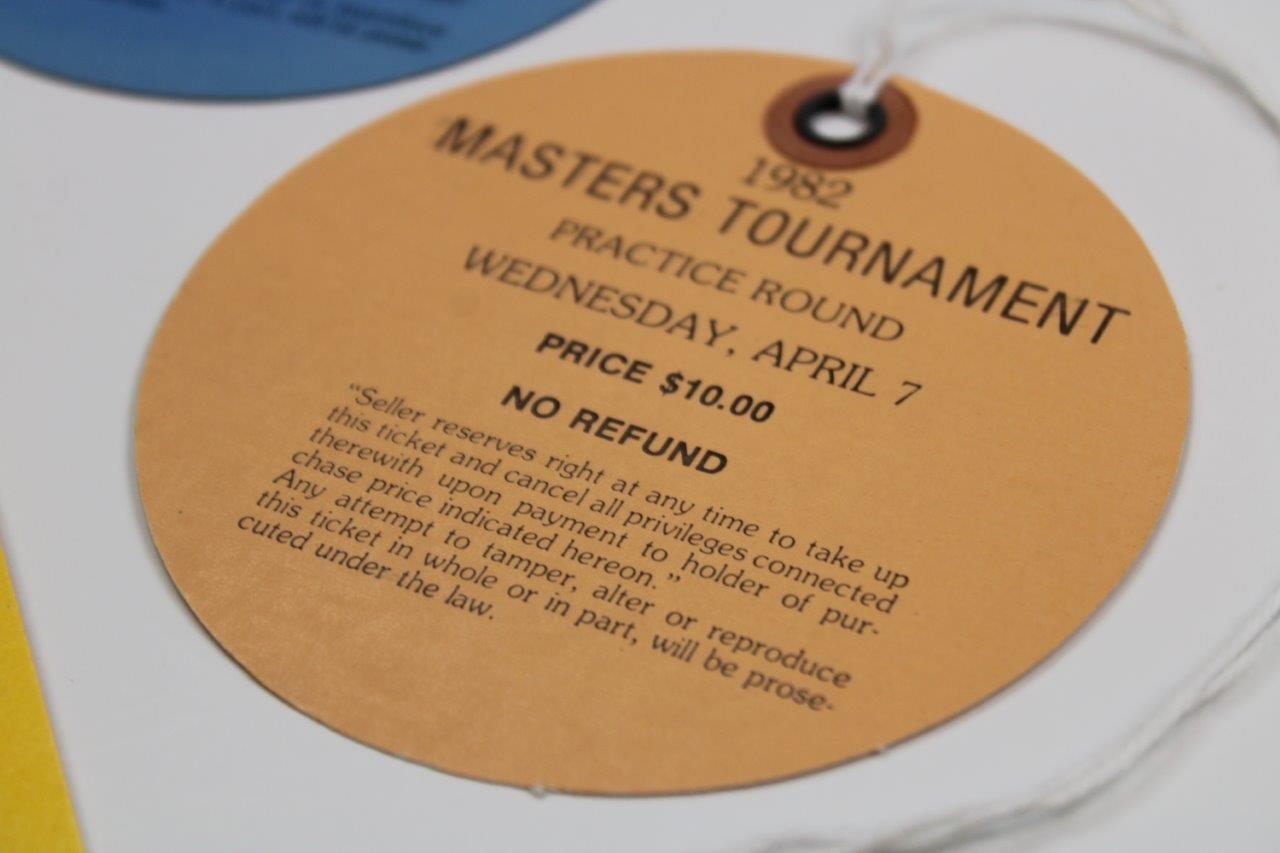 1982
MASTERS TOURNAMENT
PRACTICE ROUND
WEDNESDAY, APRIL 7
PRICE $10.00
NO REFUND
“Seller reserves right at any time to take up
this ticket and cancel all privileges connected
therewith upon payment to holder of pur-
chase price indicated hereon.”
Any attempt to tamper, alter or reproduce
this ticket in whole or in part, will be prose-
cuted under the law.